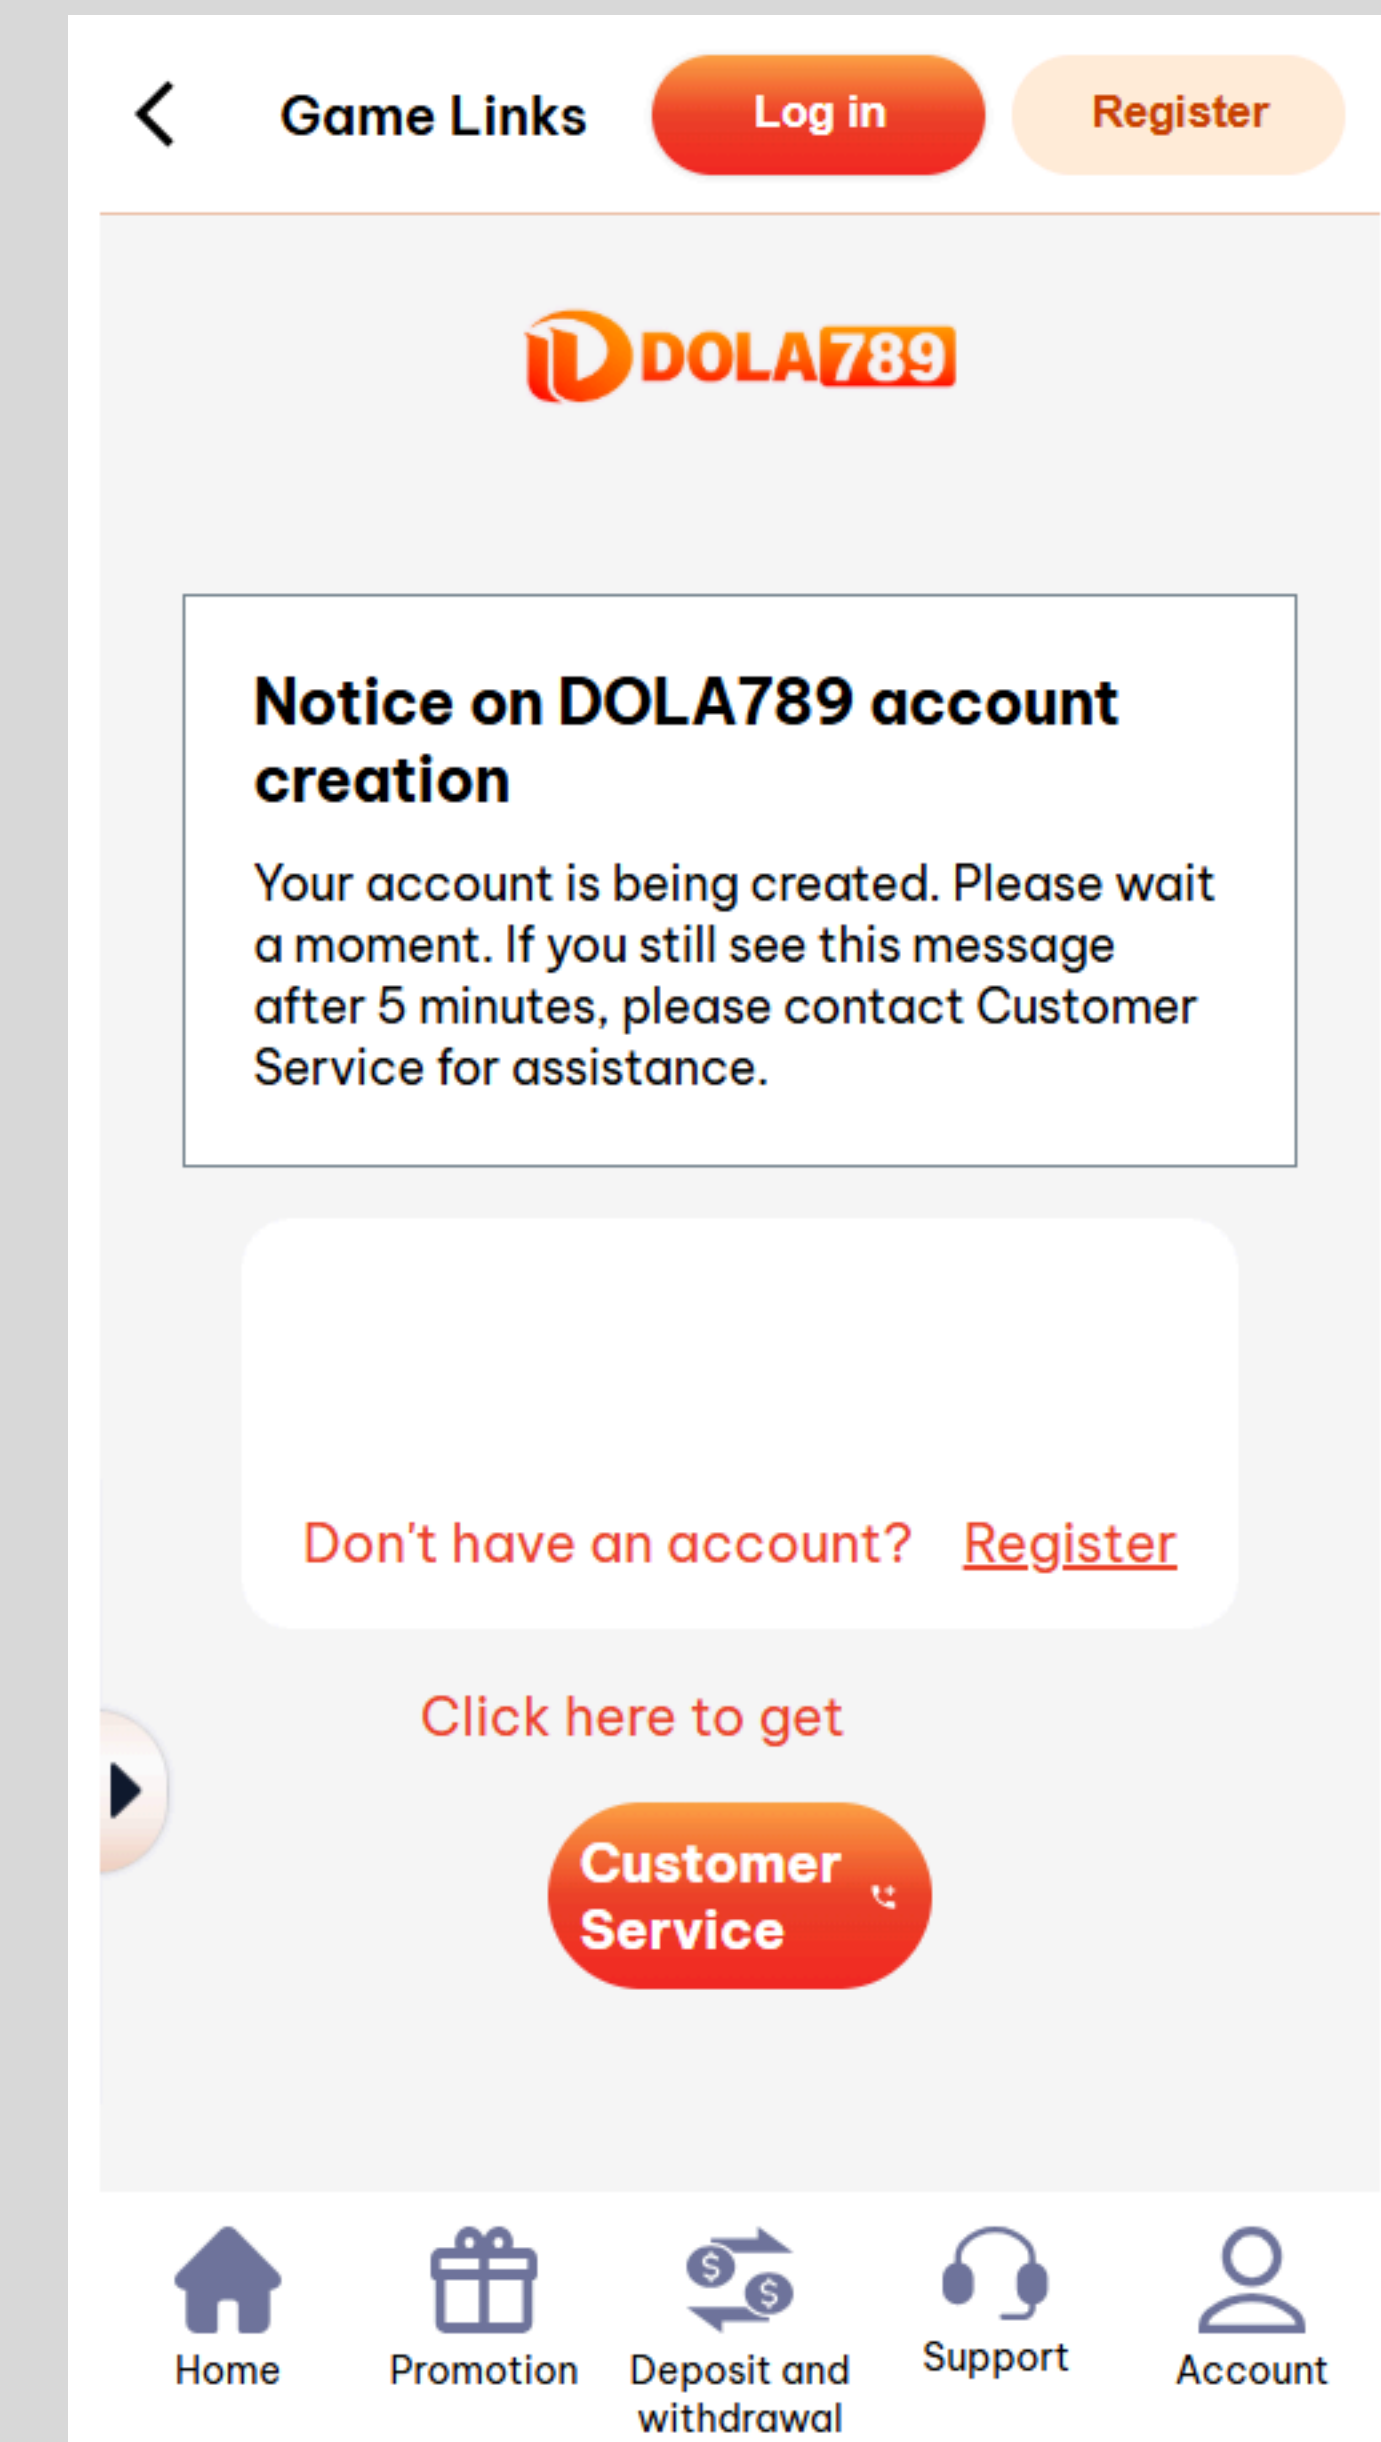 Game Links
Log in
Register
DOLA789
Notice on DOLA789 account
creation
Your account is being created. Please wait
a moment. If you still see this message
after 5 minutes, please contact Customer
Service for assistance.
Don't have an account? Register
Click here to get
Customer
Service
Home
Promotion
Deposit and
withdrawal
Support
Account